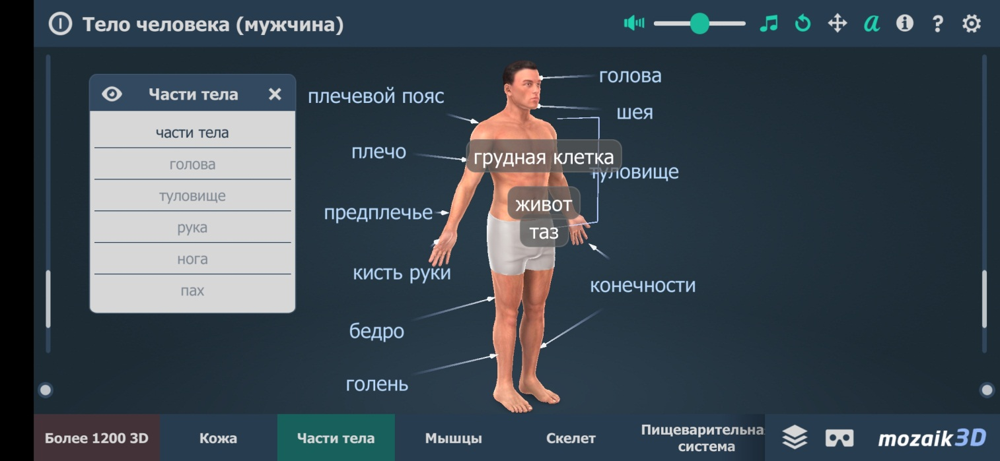 Тело человека (мужчина)
Части тела
части тела
голова
туловище
рука
нога
пах
плечевой пояс
голова
шея
плечо
грудная клетка
туловище
живот
предплечье
таз
кисть руки
конечности
бедро
голень
Более 1200 3D
Кожа
Части тела
Мышцы
Скелет
Пищеварительна
система
mozaik3D